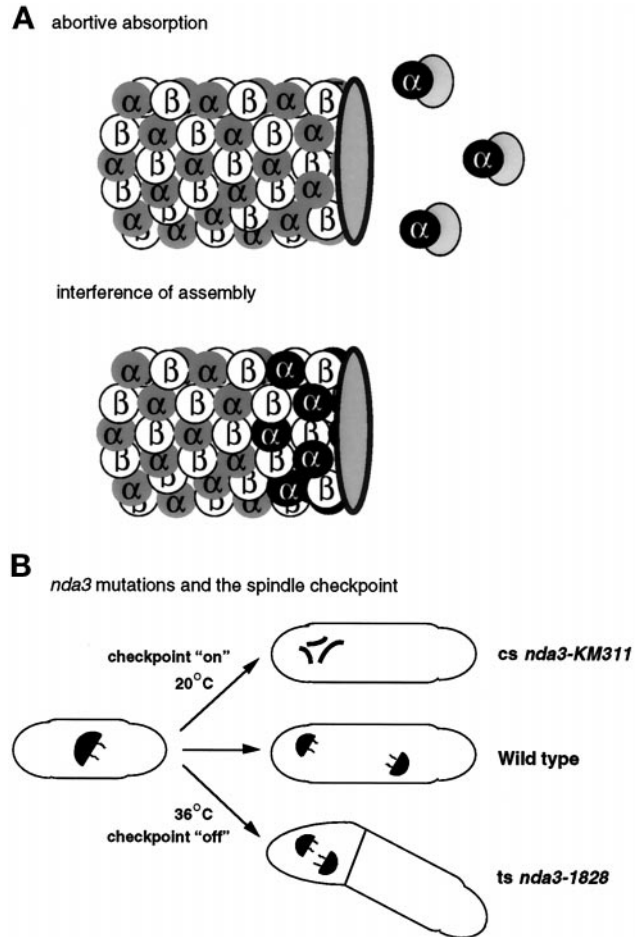 A abortive absorption
α β α β α β
β α β α β α
α β α β α β
β α β α β α
α β α β α β
β α β α β
α
α
α
interference of assembly
α β α β α β
β α β α β α
α β α β α β
β α β α β α
α β α β α β
β α β α β
B nda3 mutations and the spindle checkpoint
checkpoint "on"
20°C
cs nda3-KM311
Wild type
36°C
checkpoint "off"
ts nda3-1828